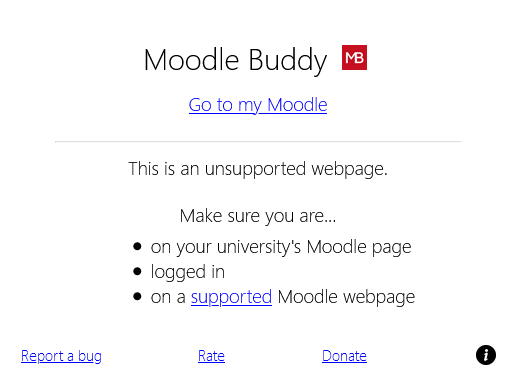 Moodle Buddy MB
Go to my Moodle
This is an unsupported webpage.
Make sure you are...
on your university's Moodle page
logged in
on a supported Moodle webpage
Report a bug Rate Donate i